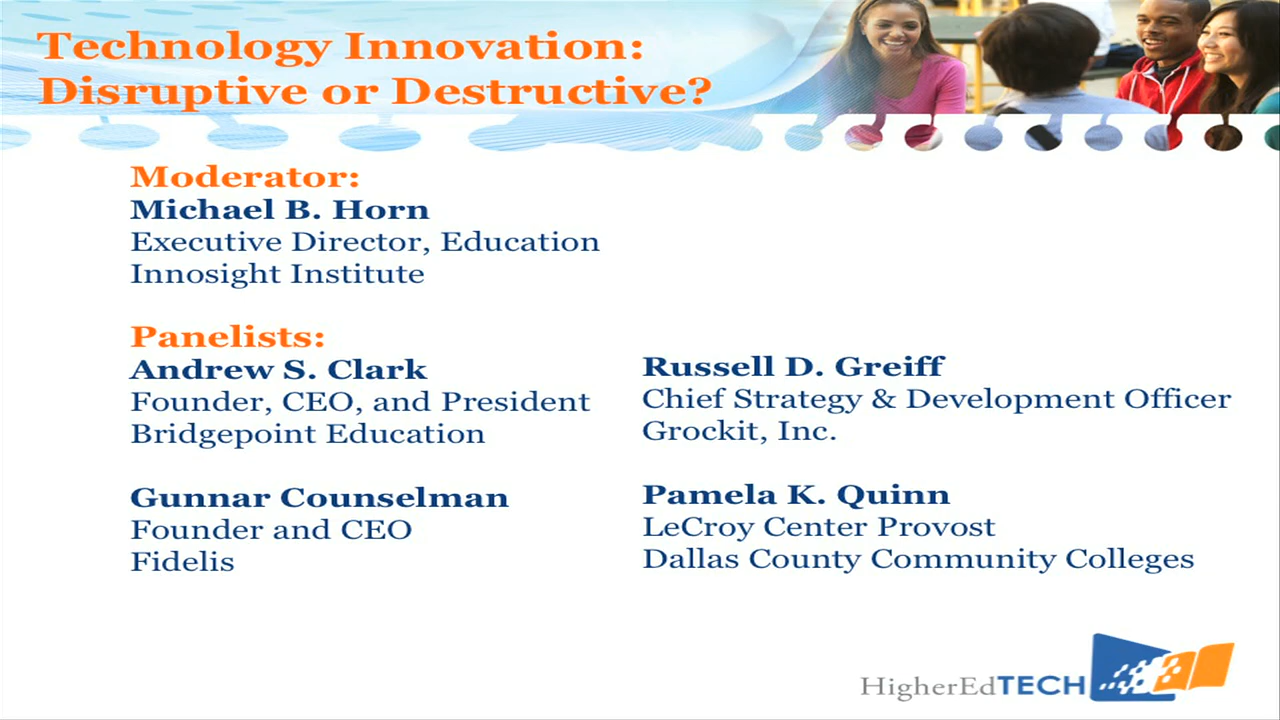 Technology Innovation:
Disruptive or Destructive?
Moderator:
Michael B. Horn
Executive Director, Education
Innosight Institute
Panelists:
Andrew S. Clark
Founder, CEO, and President
Bridgepoint Education
Gunnar Counselman
Founder and CEO
Fidelis
Russell D. Greiff
Chief Strategy & Development Officer
Grockit, Inc.
Pamela K. Quinn
LeCroy Center Provost
Dallas County Community Colleges
HigherEdTECH